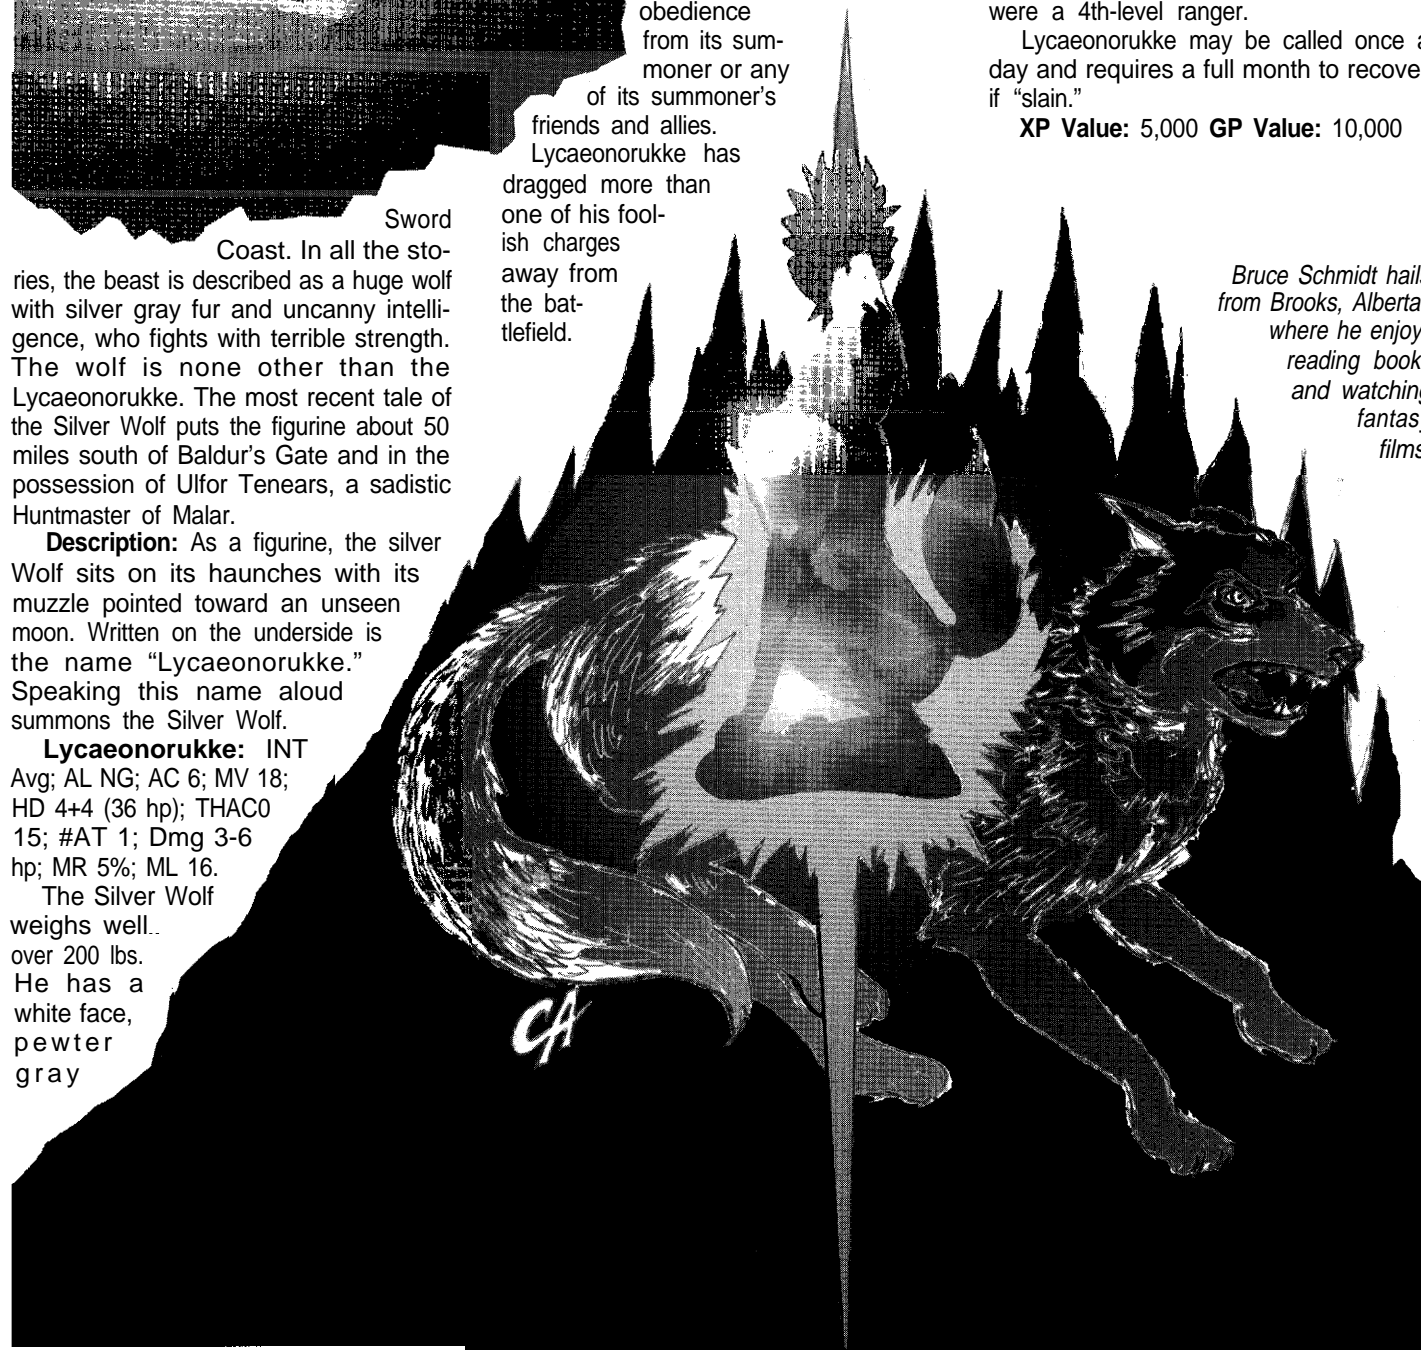 Sword
Coast. In all the sto-
ries, the beast is described as a huge wolf
with silver gray fur and uncanny intelli-
gence, who fights with terrible strength.
The wolf is none other than the
Lycaeonorukke. The most recent tale of
the Silver Wolf puts the figurine about 50
miles south of Baldur's Gate and in the
possession of Ulfor Tenears, a sadistic
Huntmaster of Malar.
Description: As a figurine, the silver
Wolf sits on its haunches with its
muzzle pointed toward an unseen
moon. Written on the underside is
the name “Lycaeonorukke.”
Speaking this name aloud
summons the Silver Wolf.
Lycaeonorukke: INT
Avg; AL NG; AC 6; MV 18;
HD 4+4 (36 hp); THAC0
15; #AT 1; Dmg 3-6
hp; MR 5%; ML 16.
The Silver Wolf
weighs well
over 200 lbs.
He has a
white face,
pewter
gray
obedience
from its sum-
moner or any
of its summoner's
friends and allies.
Lycaeonorukke has
dragged more than
one of his fool-
ish charges
away from
the bat-
tlefield.
were a 4th-level ranger.
Lycaeonorukke may be called once a
day and requires a full month to recove
if “slain.”
XP Value: 5,000 GP Value: 10,000
Bruce Schmidt hail
from Brooks, Alberta
where he enjoy
reading book
and watching
fantasy
films
CA